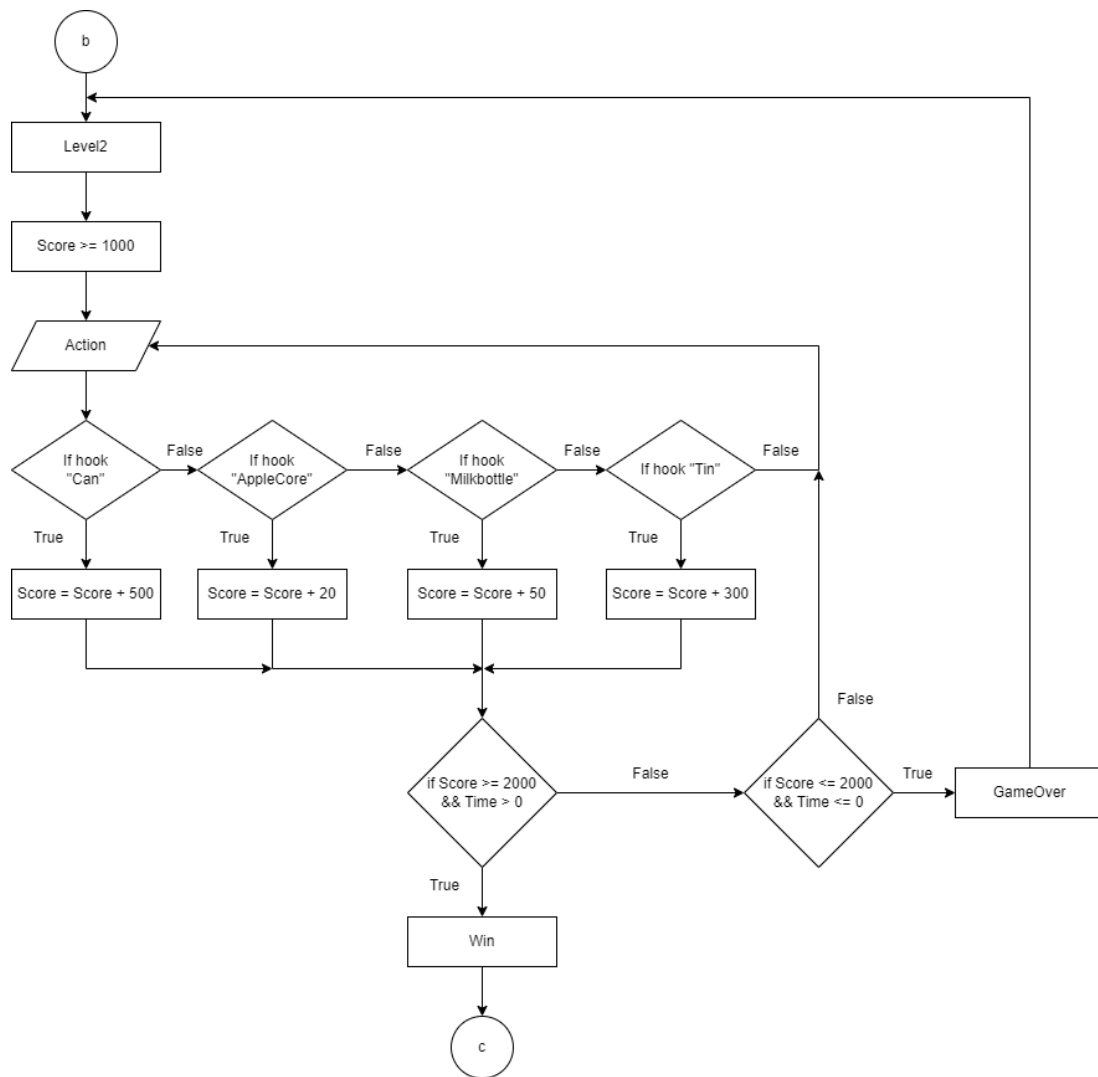 b
Level2
Score >= 1000
Action
If hook
"Can"
False
If hook
"AppleCore"
False
If hook
"Milkbottle"
False
If hook "Tin"
False
True
True
True
True
Score = Score + 500
Score = Score + 20
Score = Score + 50
Score = Score + 300
False
if Score >= 2000
&& Time > 0
False
if Score <= 2000
&& Time <= 0
True
GameOver
True
Win
c